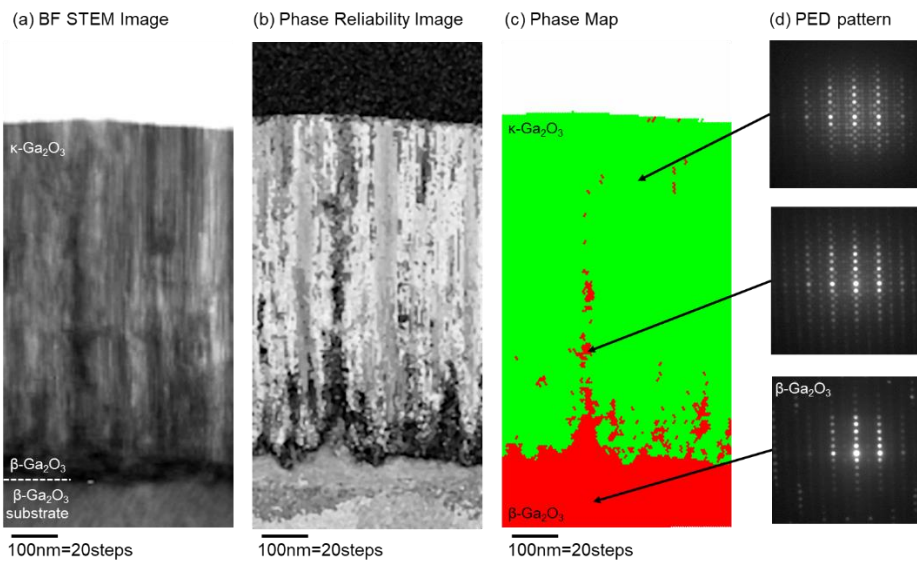 (a) BF STEM Image
(b) Phase Reliability Image
(c) Phase Map
(d) PED pattern
κ-Ga₂O₃
β-Ga₂O₃
β-Ga₂O₃
substrate
100nm=20steps
100nm=20steps
κ-Ga₂O₃
β-Ga₂O₃
100nm=20steps
β-Ga₂O₃